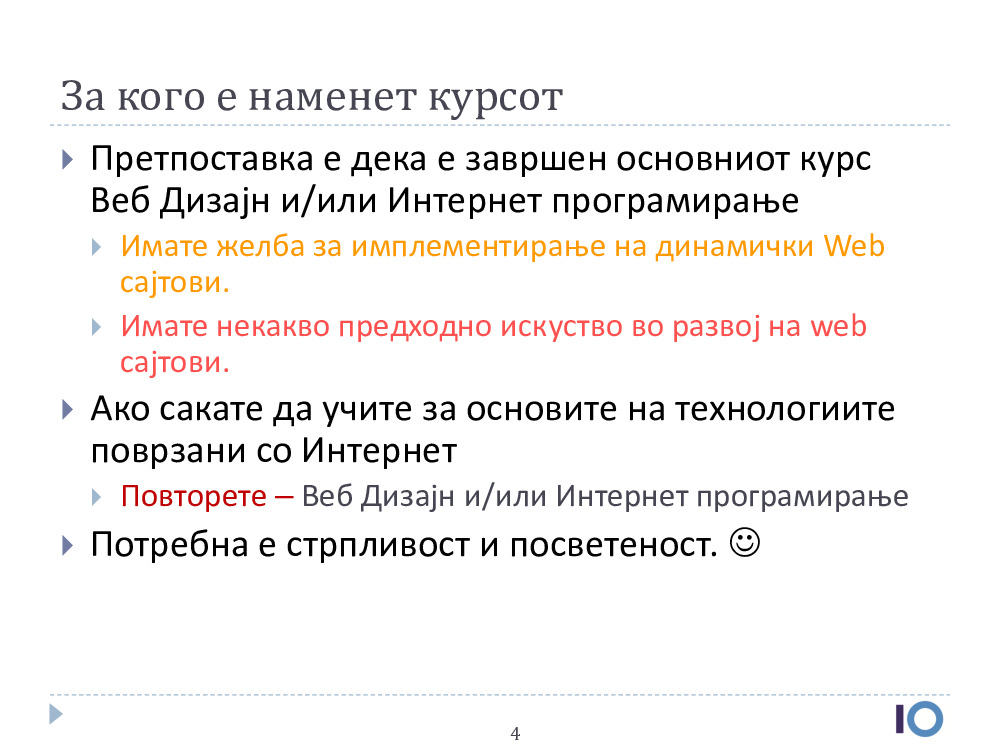 За кого е наменет курсот
Претпоставка е дека е завршен основниот курс
Веб Дизајн и/или Интернет програмирање
Имате желба за имплементирање на динамички Web
сајтови.
Имате некакво предходно искуство во развој на web
сајтови.
Ако сакате да учите за основите на технологиите
поврзани со Интернет
Повторете – Веб Дизајн и/или Интернет програмирање
Потребна е стрпливост и посветеност. ☺
4
IO